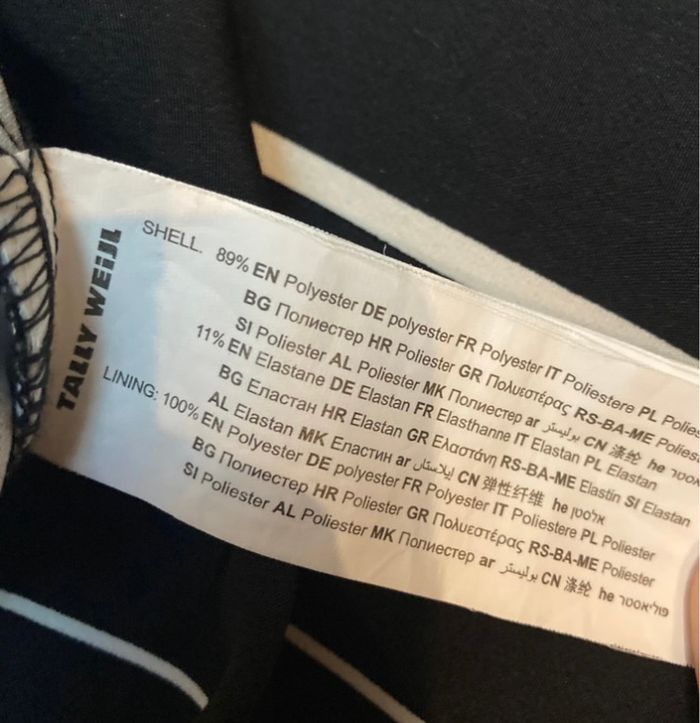 TALLY WEiJL
SHELL. 89% EN Polyester DE polyester FR Polyester IT Poliestere PL Polies
BG Полиестер HR Poliester GR Πολυεστέρας RS-BA-ME Polies
SI Poliester AL Poliester MK Полиестер ar بوليستر CN 涤纶 he פוליאסטר
11% EN Elastane DE Elastan FR Elasthanne IT Elastan PL Elastan
BG Еластан HR Elastan GR Ελαστάνη RS-BA-ME Elastin SI Elastan
AL Elastan MK Еластин ar إيلاستان CN 弹性纤维 he אלסטן
LINING: 100% EN Polyester DE polyester FR Polyester IT Poliestere PL Poliester
BG Полиестер HR Poliester GR Πολυεστέρας RS-BA-ME Poliester
SI Poliester AL Poliester MK Полиестер ar بوليستر CN 涤纶 he פוליאסטר